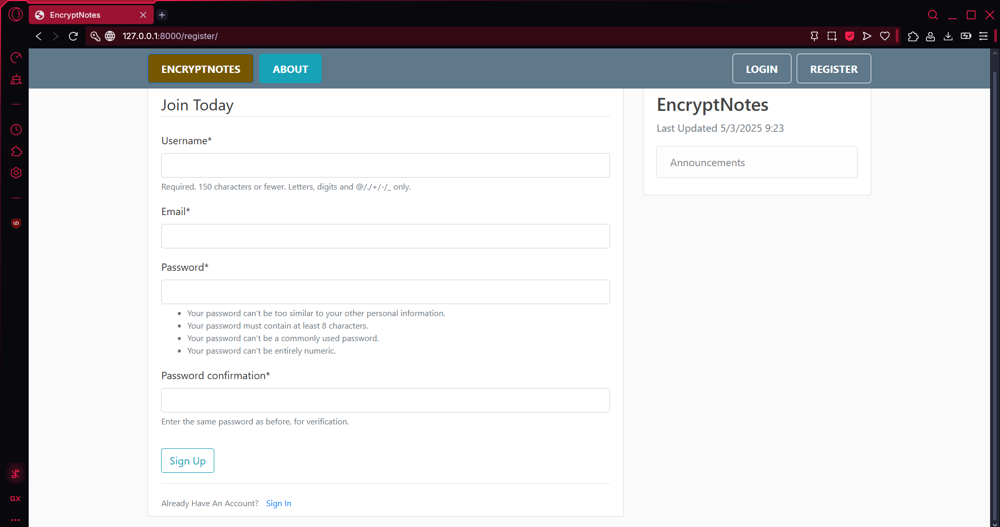 EncryptNotes
127.0.0.1:8000/register/
ENCRYPTNOTES
ABOUT
LOGIN
REGISTER
Join Today
Username*
Required. 150 characters or fewer. Letters, digits and @/./+/-/_ only.
Email*
Password*
Your password can’t be too similar to your other personal information.
Your password must contain at least 8 characters.
Your password can’t be a commonly used password.
Your password can’t be entirely numeric.
Password confirmation*
Enter the same password as before, for verification.
Sign Up
Already Have An Account? Sign In
EncryptNotes
Last Updated 5/3/2025 9:23
Announcements
GX